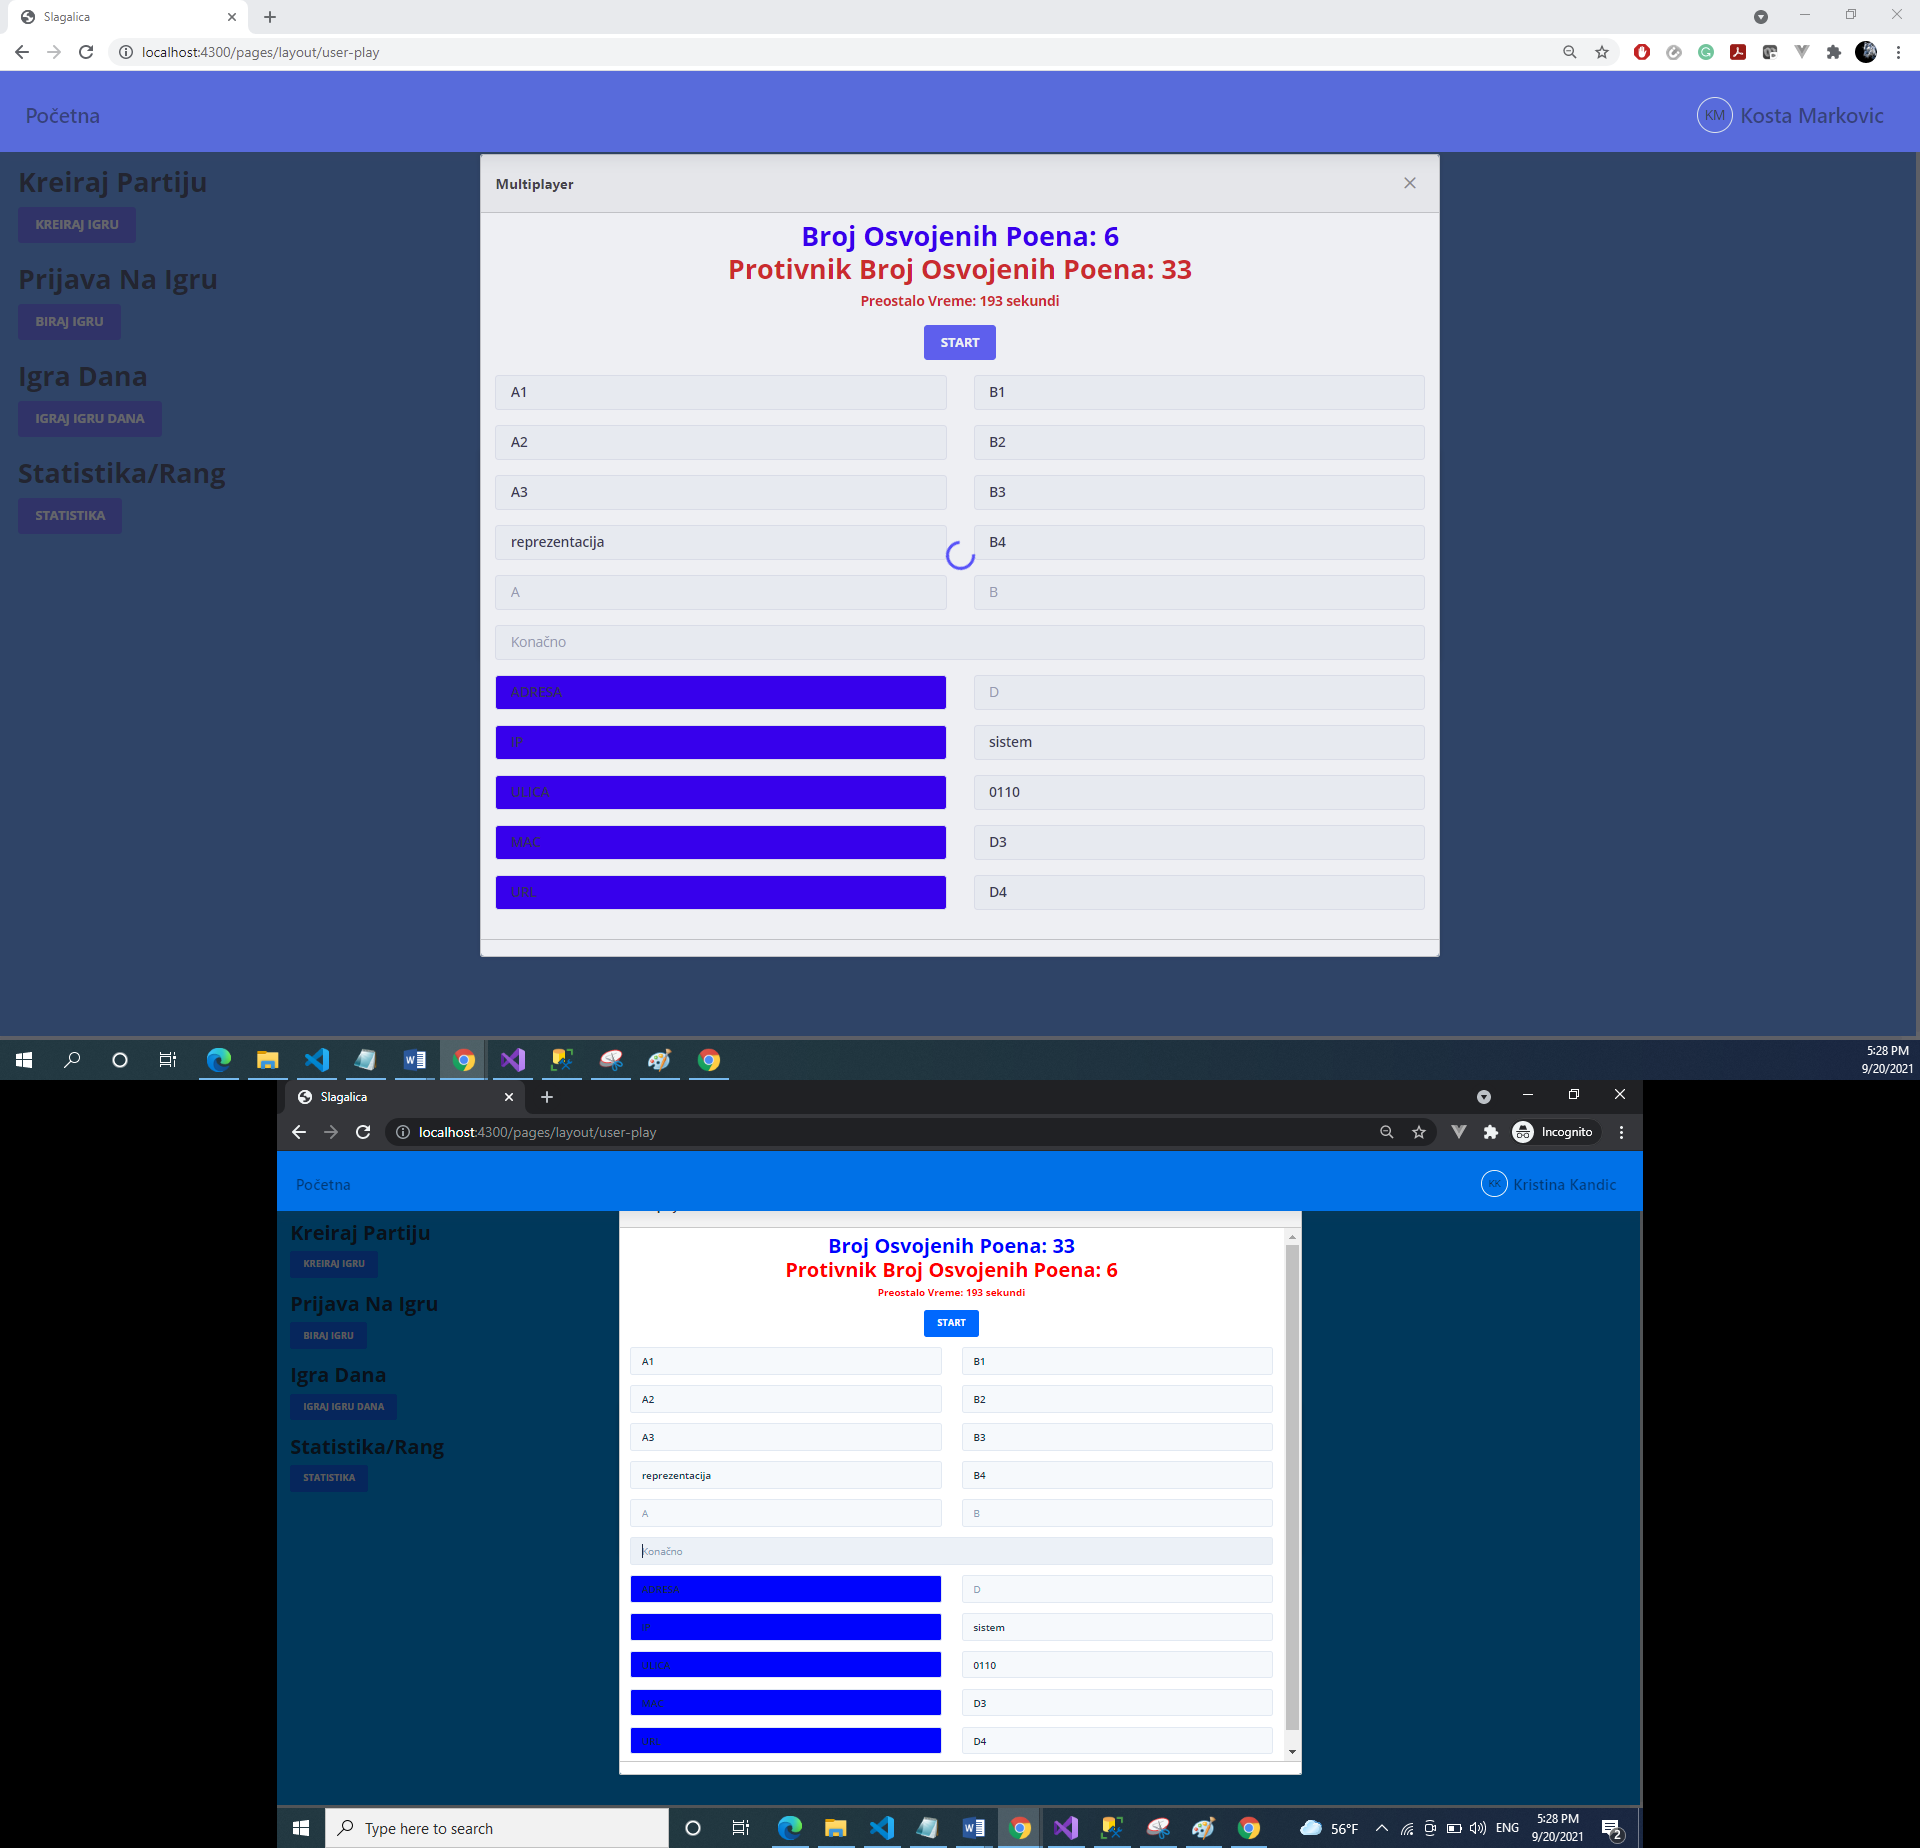 Slagalica
localhost:4300/pages/layout/user-play
Početna
KM Kosta Markovic
Kreiraj Partiju
KREIRAJ IGRU
Prijava Na Igru
BIRAJ IGRU
Igra Dana
IGRAJ IGRU DANA
Statistika/Rang
STATISTIKA
Multiplayer
Broj Osvojenih Poena: 6
Protivnik Broj Osvojenih Poena: 33
Preostalo Vreme: 193 sekundi
START
A1 B1
A2 B2
A3 B3
reprezentacija B4
A B
Konačno
ADRESA D
IP sistem
ULICA 0110
MAC D3
URL D4
5:28 PM
9/20/2021
Slagalica
localhost:4300/pages/layout/user-play
Incognito
Početna
KK Kristina Kandic
Kreiraj Partiju
KREIRAJ IGRU
Prijava Na Igru
BIRAJ IGRU
Igra Dana
IGRAJ IGRU DANA
Statistika/Rang
STATISTIKA
Broj Osvojenih Poena: 33
Protivnik Broj Osvojenih Poena: 6
Preostalo Vreme: 193 sekundi
START
A1 B1
A2 B2
A3 B3
reprezentacija B4
A B
Konačno
ADRESA D
IP sistem
ULICA 0110
MAC D3
URL D4
Type here to search
56°F
ENG
5:28 PM
9/20/2021
2